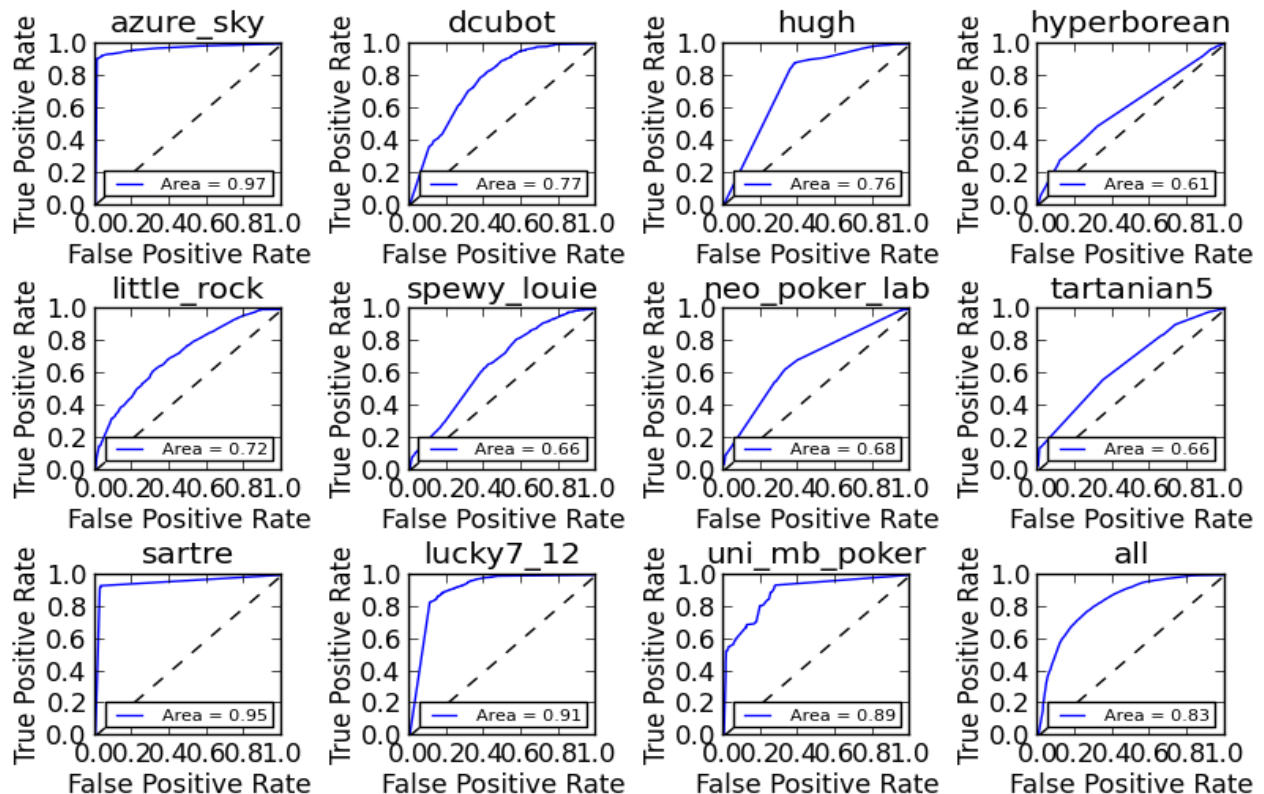 azure_sky dcubot hugh hyperborean
True Positive Rate
1.0
0.8
0.6
0.4
0.2
0.0
Area = 0.97
0.00.20.40.60.81.0
False Positive Rate
True Positive Rate
1.0
0.8
0.6
0.4
0.2
0.0
Area = 0.77
0.00.20.40.60.81.0
False Positive Rate
True Positive Rate
1.0
0.8
0.6
0.4
0.2
0.0
Area = 0.76
0.00.20.40.60.81.0
False Positive Rate
True Positive Rate
1.0
0.8
0.6
0.4
0.2
0.0
Area = 0.61
0.00.20.40.60.81.0
False Positive Rate
little_rock spewy_louie neo_poker_lab tartanian5
True Positive Rate
1.0
0.8
0.6
0.4
0.2
0.0
Area = 0.72
0.00.20.40.60.81.0
False Positive Rate
True Positive Rate
1.0
0.8
0.6
0.4
0.2
0.0
Area = 0.66
0.00.20.40.60.81.0
False Positive Rate
True Positive Rate
1.0
0.8
0.6
0.4
0.2
0.0
Area = 0.68
0.00.20.40.60.81.0
False Positive Rate
True Positive Rate
1.0
0.8
0.6
0.4
0.2
0.0
Area = 0.66
0.00.20.40.60.81.0
False Positive Rate
sartre lucky7_12 uni_mb_poker all
True Positive Rate
1.0
0.8
0.6
0.4
0.2
0.0
Area = 0.95
0.00.20.40.60.81.0
False Positive Rate
True Positive Rate
1.0
0.8
0.6
0.4
0.2
0.0
Area = 0.91
0.00.20.40.60.81.0
False Positive Rate
True Positive Rate
1.0
0.8
0.6
0.4
0.2
0.0
Area = 0.89
0.00.20.40.60.81.0
False Positive Rate
True Positive Rate
1.0
0.8
0.6
0.4
0.2
0.0
Area = 0.83
0.00.20.40.60.81.0
False Positive Rate